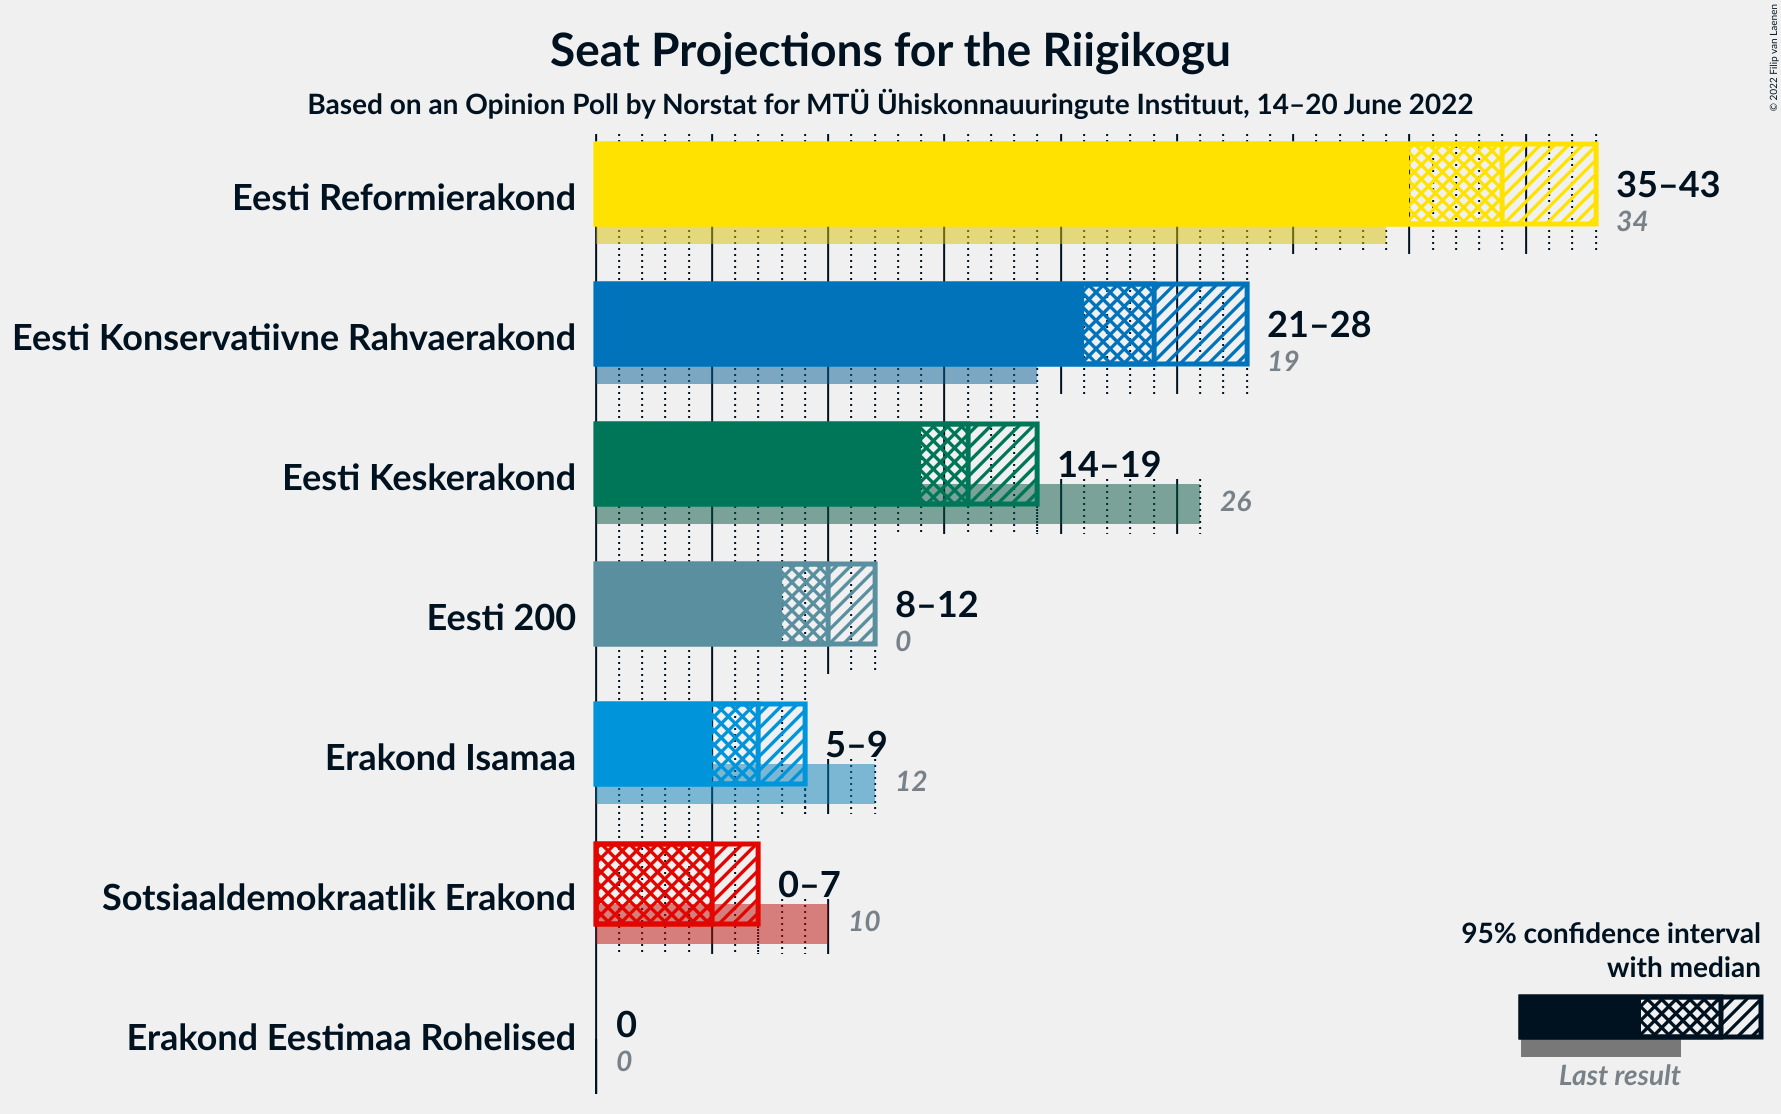 Seat Projections for the Riigikogu
Based on an Opinion Poll by Norstat for MTÜ Ühiskonnauuringute Instituut, 14–20 June 2022
© 2022 Filip van Laenen
Eesti Reformierakond
35–43
34
Eesti Konservatiivne Rahvaerakond
21–28
19
Eesti Keskerakond
14–19
26
Eesti 200
8–12
0
Erakond Isamaa
5–9
12
Sotsiaaldemokraatlik Erakond
0–7
10
Erakond Eestimaa Rohelised
0
0
95% confidence interval
with median
Last result